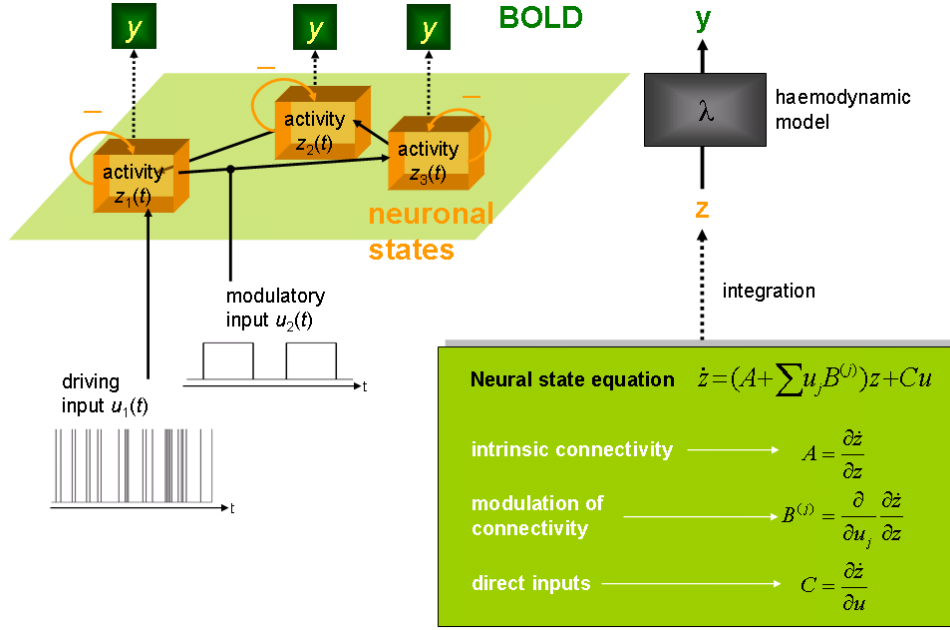 y
y
y
BOLD
y
–
–
–
activity
z₁(t)
activity
z₂(t)
activity
z₃(t)
λ
haemodynamic
model
neuronal
states
z
modulatory
input u₂(t)
t
integration
driving
input u₁(t)
t
Neural state equation ż = (A + ∑ uⱼ B⁽ʲ⁾) z + Cu
intrinsic connectivity A = ∂ż/∂z
modulation of
connectivity B⁽ʲ⁾ = ∂/∂uⱼ ∂ż/∂z
direct inputs C = ∂ż/∂u